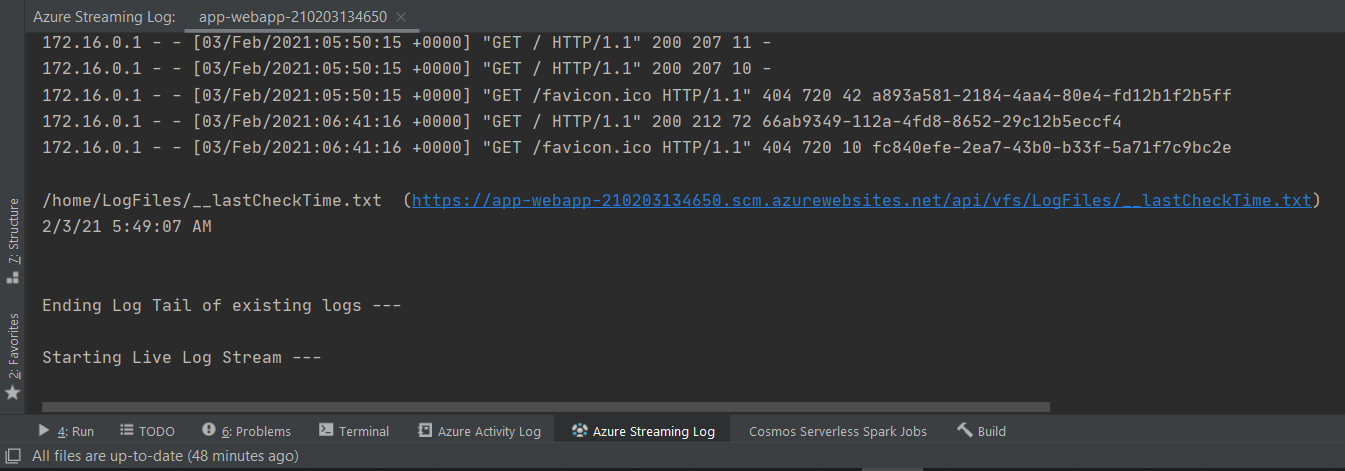 Azure Streaming Log: app-webapp-210203134650
172.16.0.1 - - [03/Feb/2021:05:50:15 +0000] "GET / HTTP/1.1" 200 207 11 -
172.16.0.1 - - [03/Feb/2021:05:50:15 +0000] "GET / HTTP/1.1" 200 207 10 -
172.16.0.1 - - [03/Feb/2021:05:50:15 +0000] "GET /favicon.ico HTTP/1.1" 404 720 42 a893a581-2184-4aa4-80e4-fd12b1f2b5ff
172.16.0.1 - - [03/Feb/2021:06:41:16 +0000] "GET / HTTP/1.1" 200 212 72 66ab9349-112a-4fd8-8652-29c12b5eccf4
172.16.0.1 - - [03/Feb/2021:06:41:16 +0000] "GET /favicon.ico HTTP/1.1" 404 720 10 fc840efe-2ea7-43b0-b33f-5a71f7c9bc2e
/home/LogFiles/__lastCheckTime.txt (https://app-webapp-210203134650.scm.azurewebsites.net/api/vfs/LogFiles/__lastCheckTime.txt)
2/3/21 5:49:07 AM
Ending Log Tail of existing logs ---
Starting Live Log Stream ---
7: Structure
2: Favorites
4: Run TODO 6: Problems Terminal Azure Activity Log Azure Streaming Log Cosmos Serverless Spark Jobs Build
All files are up-to-date (48 minutes ago)